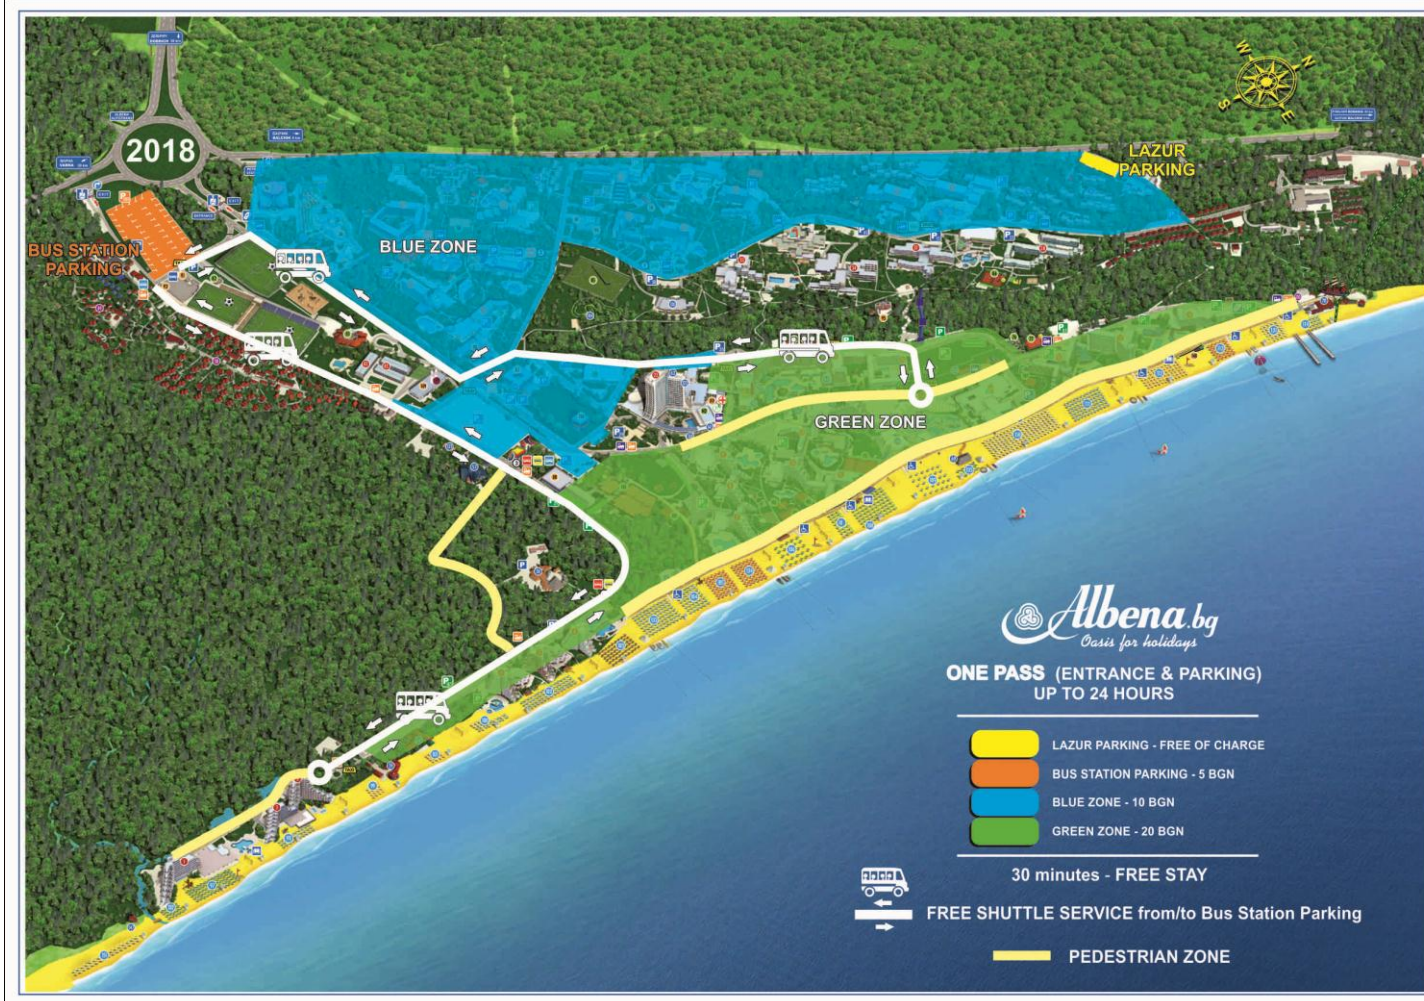 2018
W
N
S
E
LAZUR
PARKING
BLUE ZONE
BUS STATION
PARKING
GREEN ZONE
Albena.bg
Oasis for holidays
ONE PASS (ENTRANCE & PARKING)
UP TO 24 HOURS
LAZUR PARKING - FREE OF CHARGE
BUS STATION PARKING - 5 BGN
BLUE ZONE - 10 BGN
GREEN ZONE - 20 BGN
30 minutes - FREE STAY
FREE SHUTTLE SERVICE from/to Bus Station Parking
PEDESTRIAN ZONE